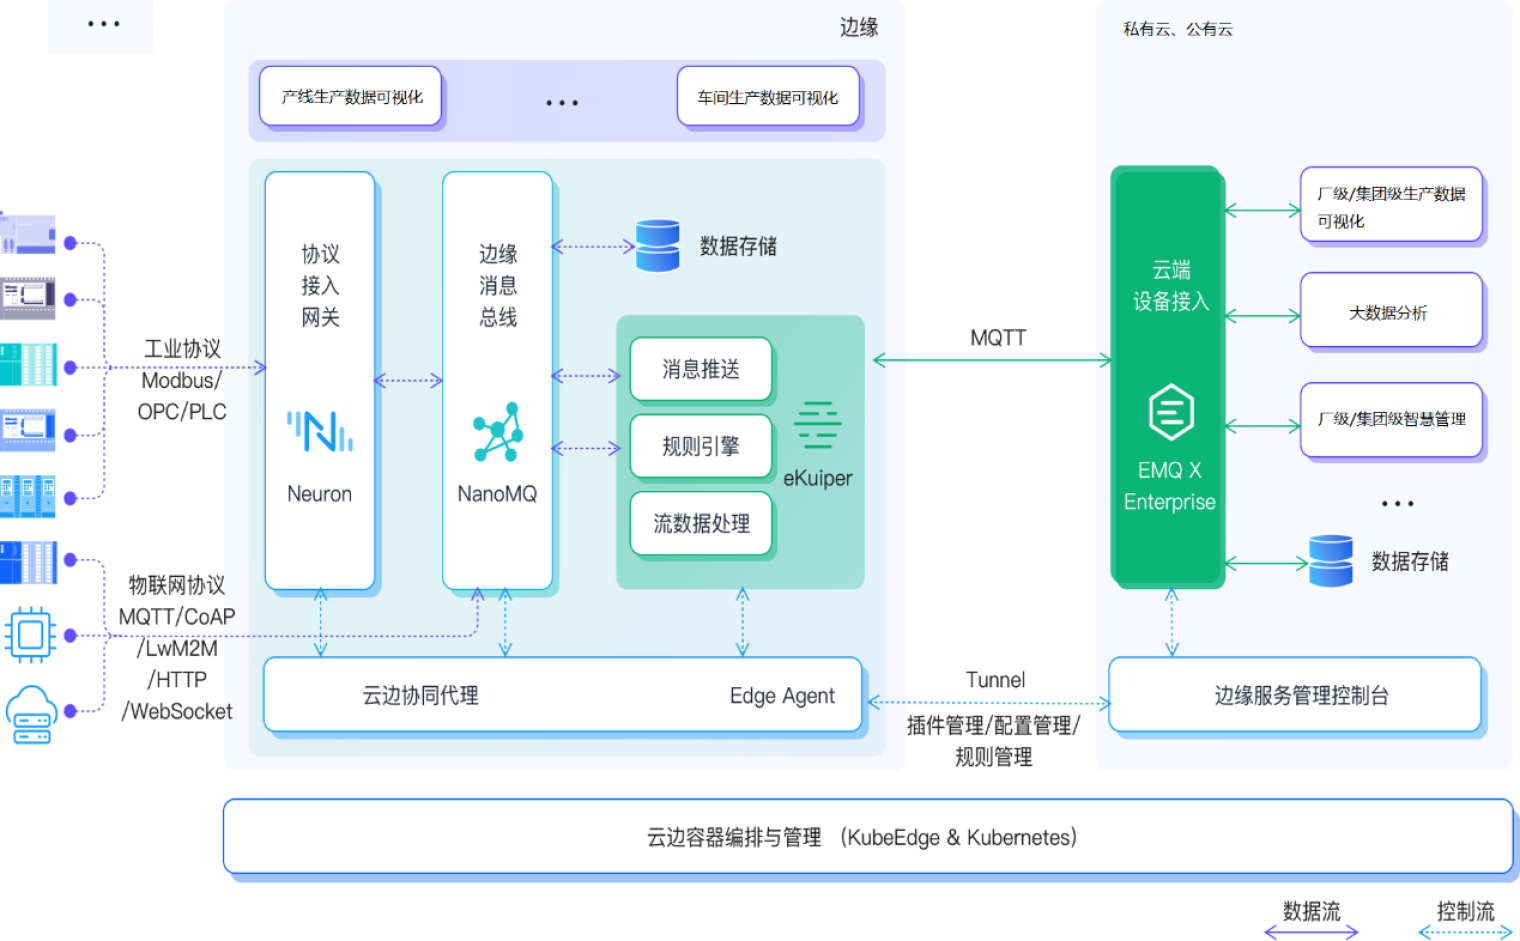 ...
边缘
私有云、公有云
产线生产数据可视化
...
车间生产数据可视化
协议
接入
网关
Neuron
边缘
消息
总线
NanoMQ
数据存储
消息推送
规则引擎
流数据处理
eKuiper
工业协议
Modbus/
OPC/PLC
物联网协议
MQTT/CoAP
/LwM2M
/HTTP
/WebSocket
云边协同代理
Edge Agent
MQTT
Tunnel
插件管理/配置管理/
规则管理
云端
设备接入
EMQ X
Enterprise
厂级/集团级生产数据
可视化
大数据分析
厂级/集团级智慧管理
...
数据存储
边缘服务管理控制台
云边容器编排与管理 （KubeEdge & Kubernetes）
数据流
控制流